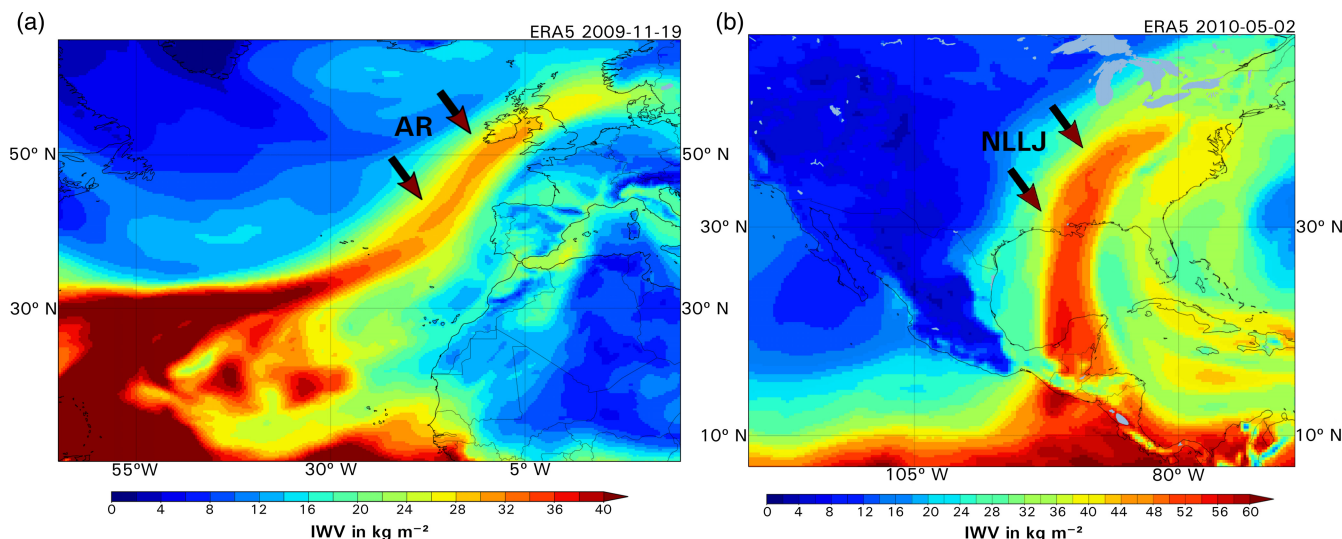 (a)
ERA5 2009-11-19
AR
50° N
30° N
55°W
30° W
5°W
0 4 8 12 16 20 24 28 32 36 40
IWV in kg m⁻²
(b)
ERA5 2010-05-02
NLLJ
30° N
30° N
10° N
10° N
105° W
80° W
0 4 8 12 16 20 24 28 32 36 40 44 48 52 56 60
IWV in kg m⁻²